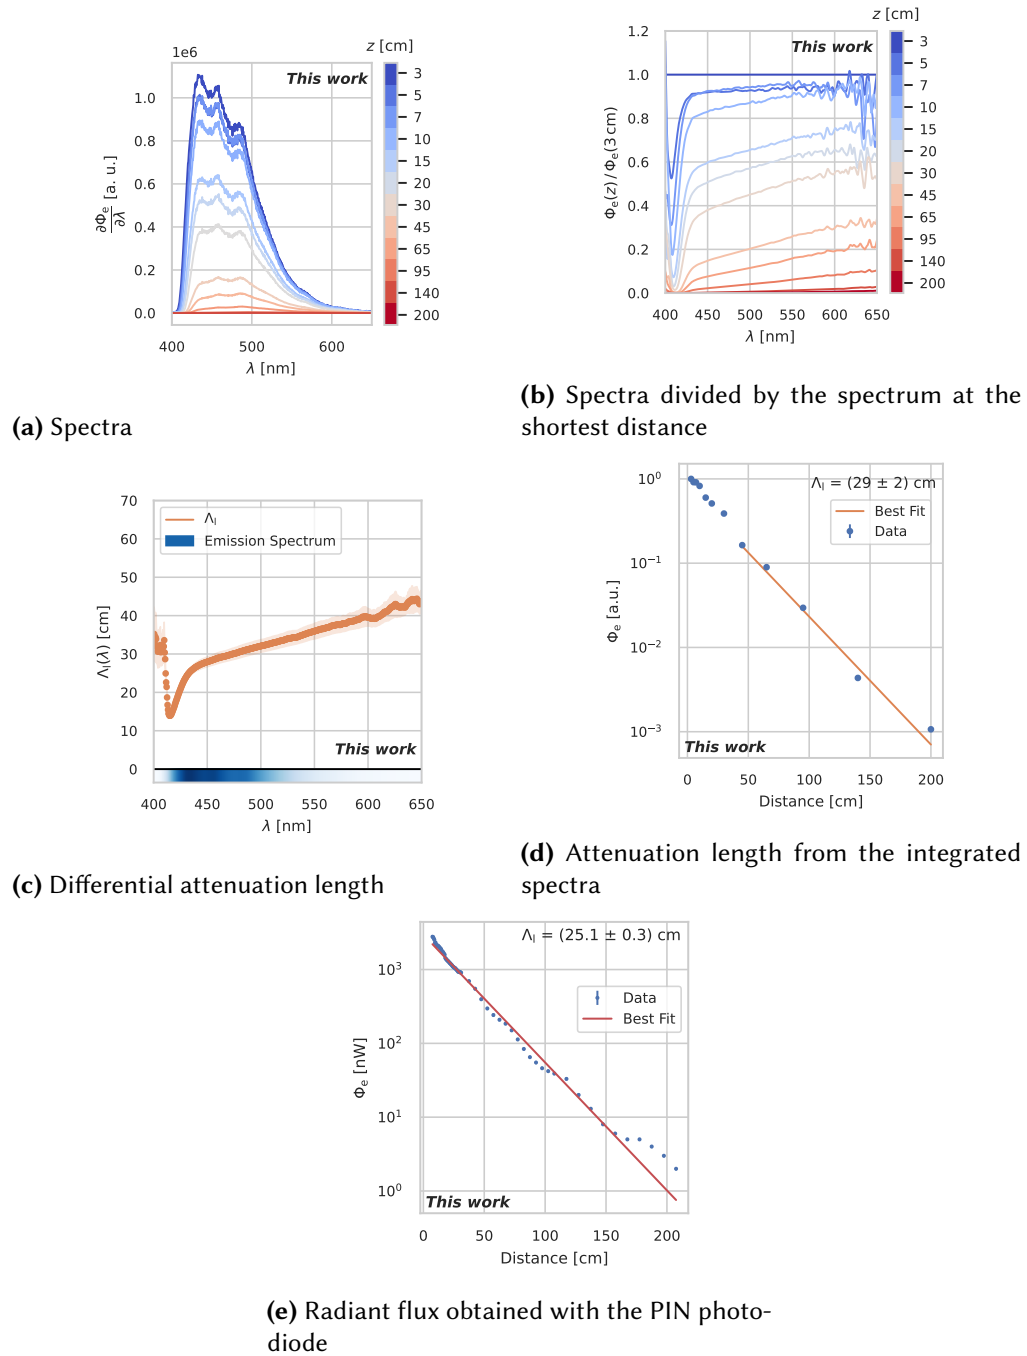 z [cm]
1e6
This work
∂Φe/∂λ [a. u.]
1.0
0.8
0.6
0.4
0.2
0.0
400 500 600
λ [nm]
3
5
7
10
15
20
30
45
65
95
140
200
(a) Spectra
z [cm]
This work
Φe(z) / Φe(3 cm)
1.2
1.0
0.8
0.6
0.4
0.2
0.0
400 450 500 550 600 650
λ [nm]
3
5
7
10
15
20
30
45
65
95
140
200
(b) Spectra divided by the spectrum at the
shortest distance
Λl(λ) [cm]
70
60
50
40
30
20
10
0
Λl
Emission Spectrum
This work
400 450 500 550 600 650
λ [nm]
(c) Differential attenuation length
Λl = (29 ± 2) cm
Best Fit
Data
Φe [a.u.]
10⁰
10⁻¹
10⁻²
10⁻³
This work
0 50 100 150 200
Distance [cm]
(d) Attenuation length from the integrated
spectra
Λl = (25.1 ± 0.3) cm
Data
Best Fit
Φe [nW]
10³
10²
10¹
10⁰
This work
0 50 100 150 200
Distance [cm]
(e) Radiant flux obtained with the PIN photo-
diode